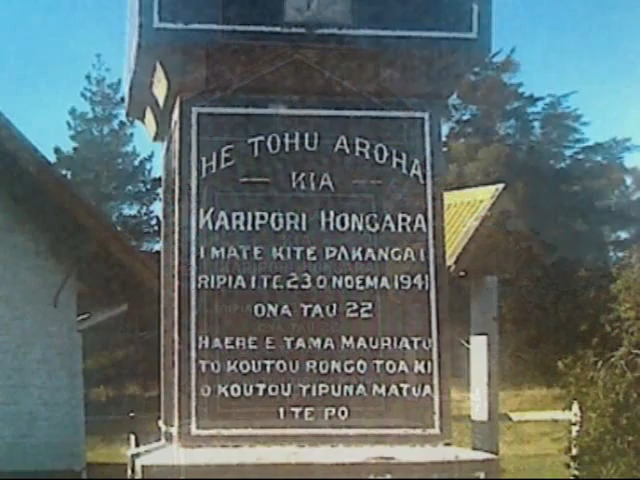 HE TOHU AROHA
KIA
KARIPORI HONGARA
I MATE KITE PAKANGA I
RIPIA I TE 23 O NOEMA 1941
ONA TAU 22
HAERE E TAMA MAURIATU
TO KOUTOU RONGO TOA KI
O KOUTOU TIPUNA MATUA
I TE PO